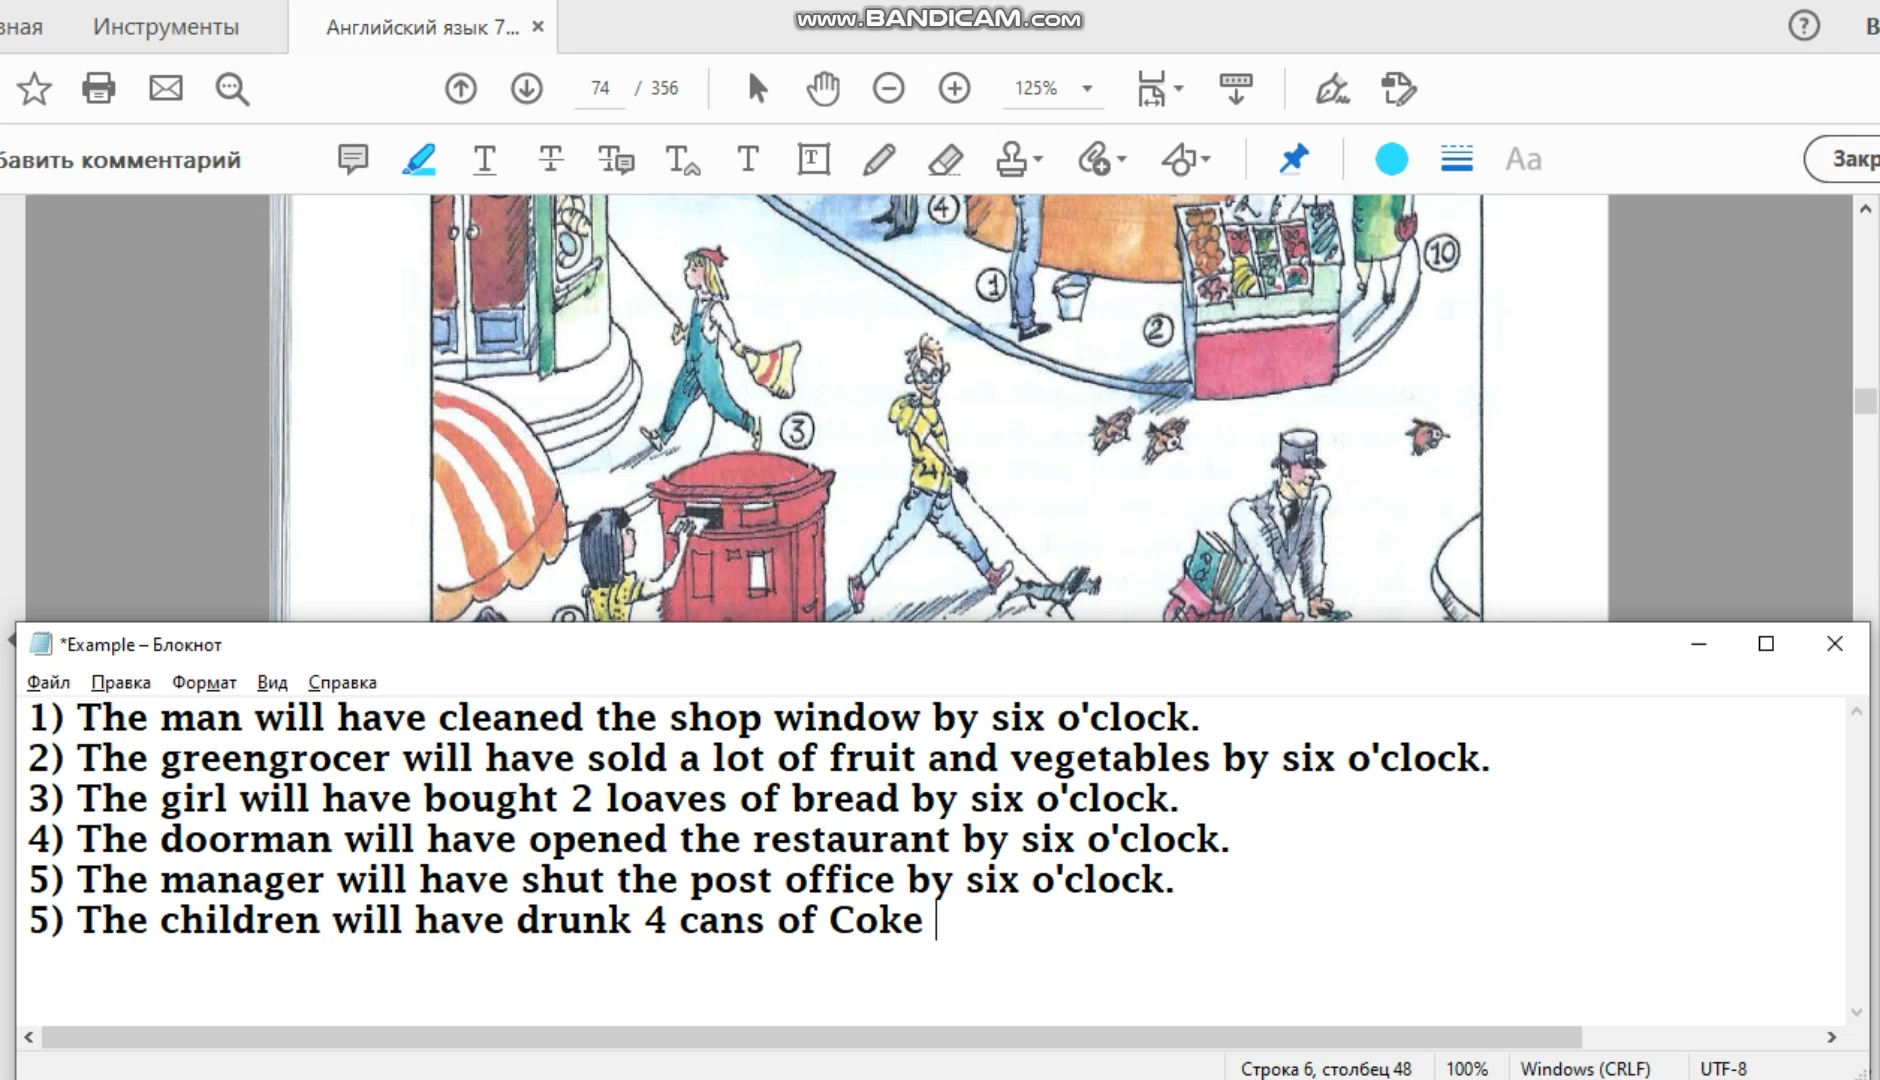 вная Инструменты Английский язык 7... WWW.BANDICAM.COM ? В
74 / 356 125%
бавить комментарий T T T T T T Aa Закр
4
10
1
2
3
*Example – Блокнот
Файл Правка Формат Вид Справка
1) The man will have cleaned the shop window by six o'clock.
2) The greengrocer will have sold a lot of fruit and vegetables by six o'clock.
3) The girl will have bought 2 loaves of bread by six o'clock.
4) The doorman will have opened the restaurant by six o'clock.
5) The manager will have shut the post office by six o'clock.
5) The children will have drunk 4 cans of Coke
Строка 6, столбец 48 100% Windows (CRLF) UTF-8